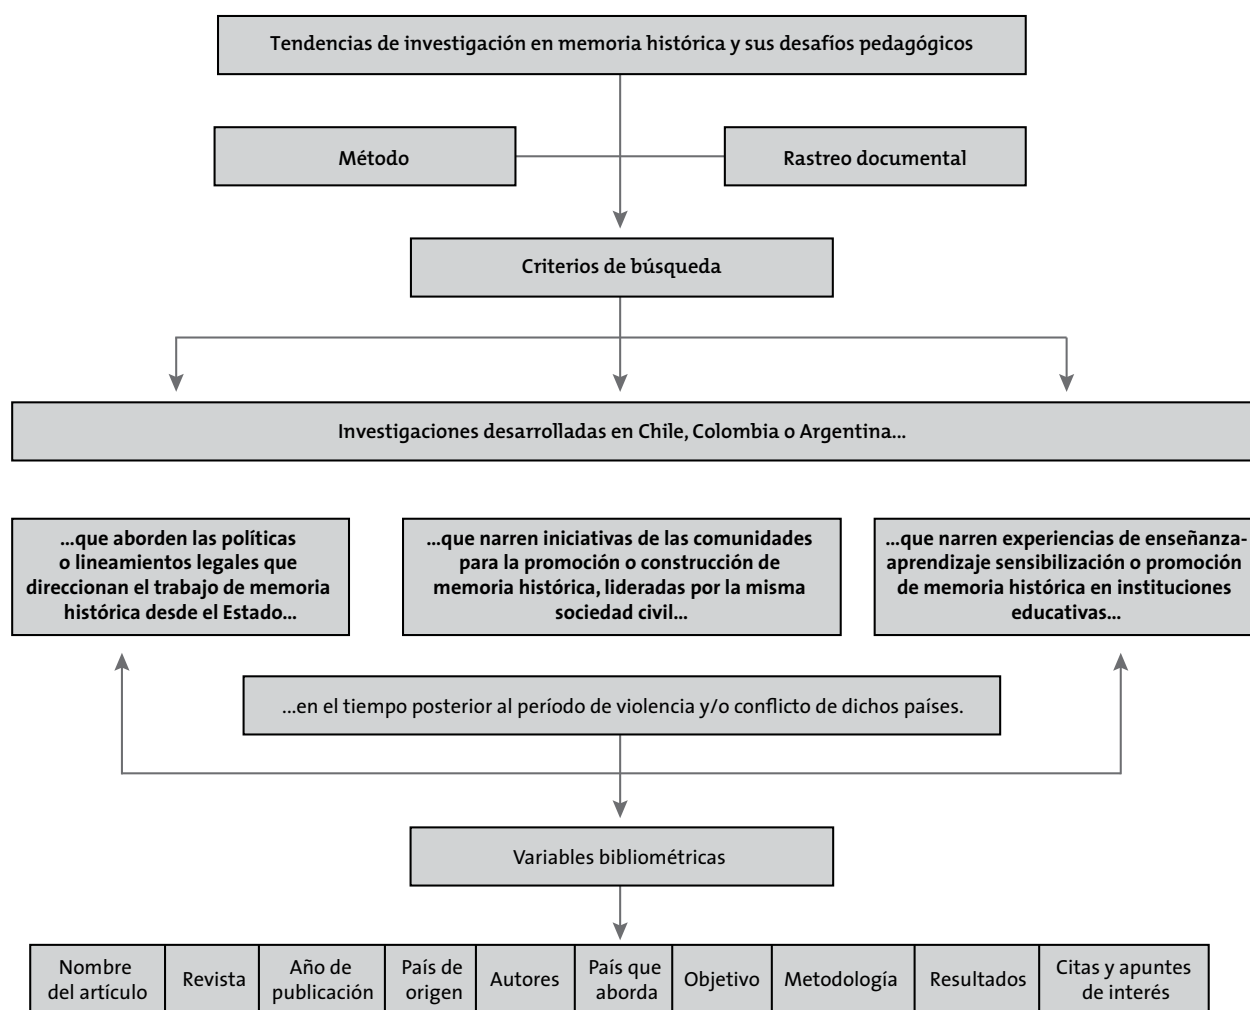 Tendencias de investigación en memoria histórica y sus desafíos pedagógicos
Método
Rastreo documental
Criterios de búsqueda
Investigaciones desarrolladas en Chile, Colombia o Argentina...
...que aborden las políticas
o lineamientos legales que
direccionan el trabajo de memoria
histórica desde el Estado...
...que narren iniciativas de las comunidades
para la promoción o construcción de
memoria histórica, lideradas por la misma
sociedad civil...
...que narren experiencias de enseñanza-
aprendizaje sensibilización o promoción
de memoria histórica en instituciones
educativas...
...en el tiempo posterior al período de violencia y/o conflicto de dichos países.
Variables bibliométricas
Nombre
del artículo
Revista
Año de
publicación
País de
origen
Autores
País que
aborda
Objetivo
Metodología
Resultados
Citas y apuntes
de interés